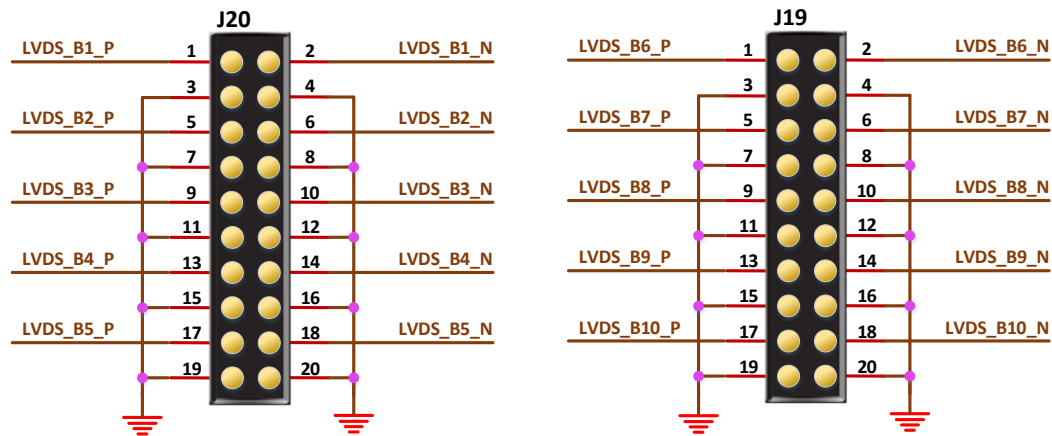 J20
LVDS_B1_P 1 2 LVDS_B1_N
3 4
LVDS_B2_P 5 6 LVDS_B2_N
7 8
LVDS_B3_P 9 10 LVDS_B3_N
11 12
LVDS_B4_P 13 14 LVDS_B4_N
15 16
LVDS_B5_P 17 18 LVDS_B5_N
19 20
J19
LVDS_B6_P 1 2 LVDS_B6_N
3 4
LVDS_B7_P 5 6 LVDS_B7_N
7 8
LVDS_B8_P 9 10 LVDS_B8_N
11 12
LVDS_B9_P 13 14 LVDS_B9_N
15 16
LVDS_B10_P 17 18 LVDS_B10_N
19 20